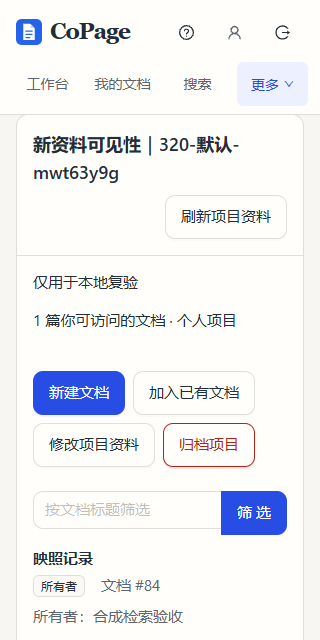 CoPage
工作台 我的文档 搜索 更多
新资料可见性｜320-默认-
mwt63y9g
刷新项目资料
仅用于本地复验
1 篇你可访问的文档 · 个人项目
新建文档 加入已有文档
修改项目资料 归档项目
按文档标题筛选 筛 选
映照记录
所有者 文档 #84
所有者：合成检索验收